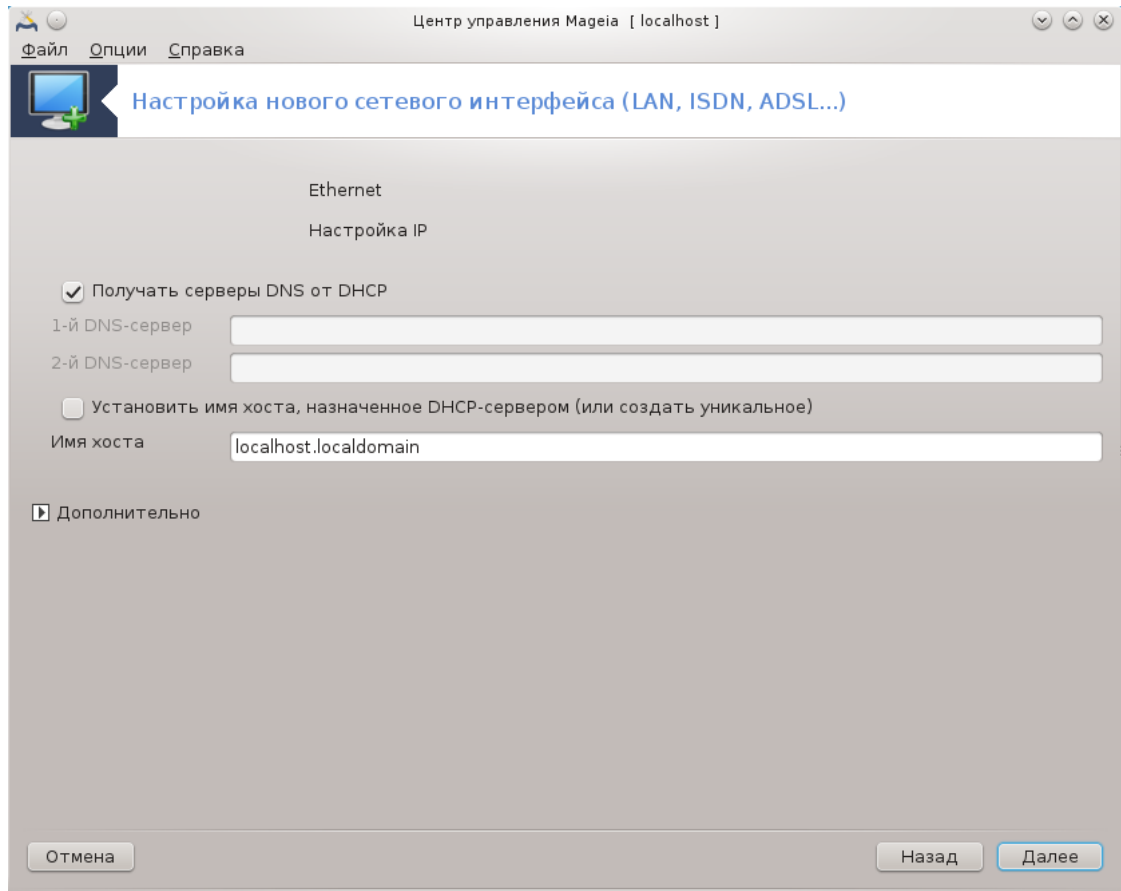 Центр управления Mageia [ localhost ]
Файл Опции Справка
Настройка нового сетевого интерфейса (LAN, ISDN, ADSL...)
Ethernet
Настройка IP
Получать серверы DNS от DHCP
1-й DNS-сервер
2-й DNS-сервер
Установить имя хоста, назначенное DHCP-сервером (или создать уникальное)
Имя хоста localhost.localdomain
Дополнительно
Отмена Назад Далее